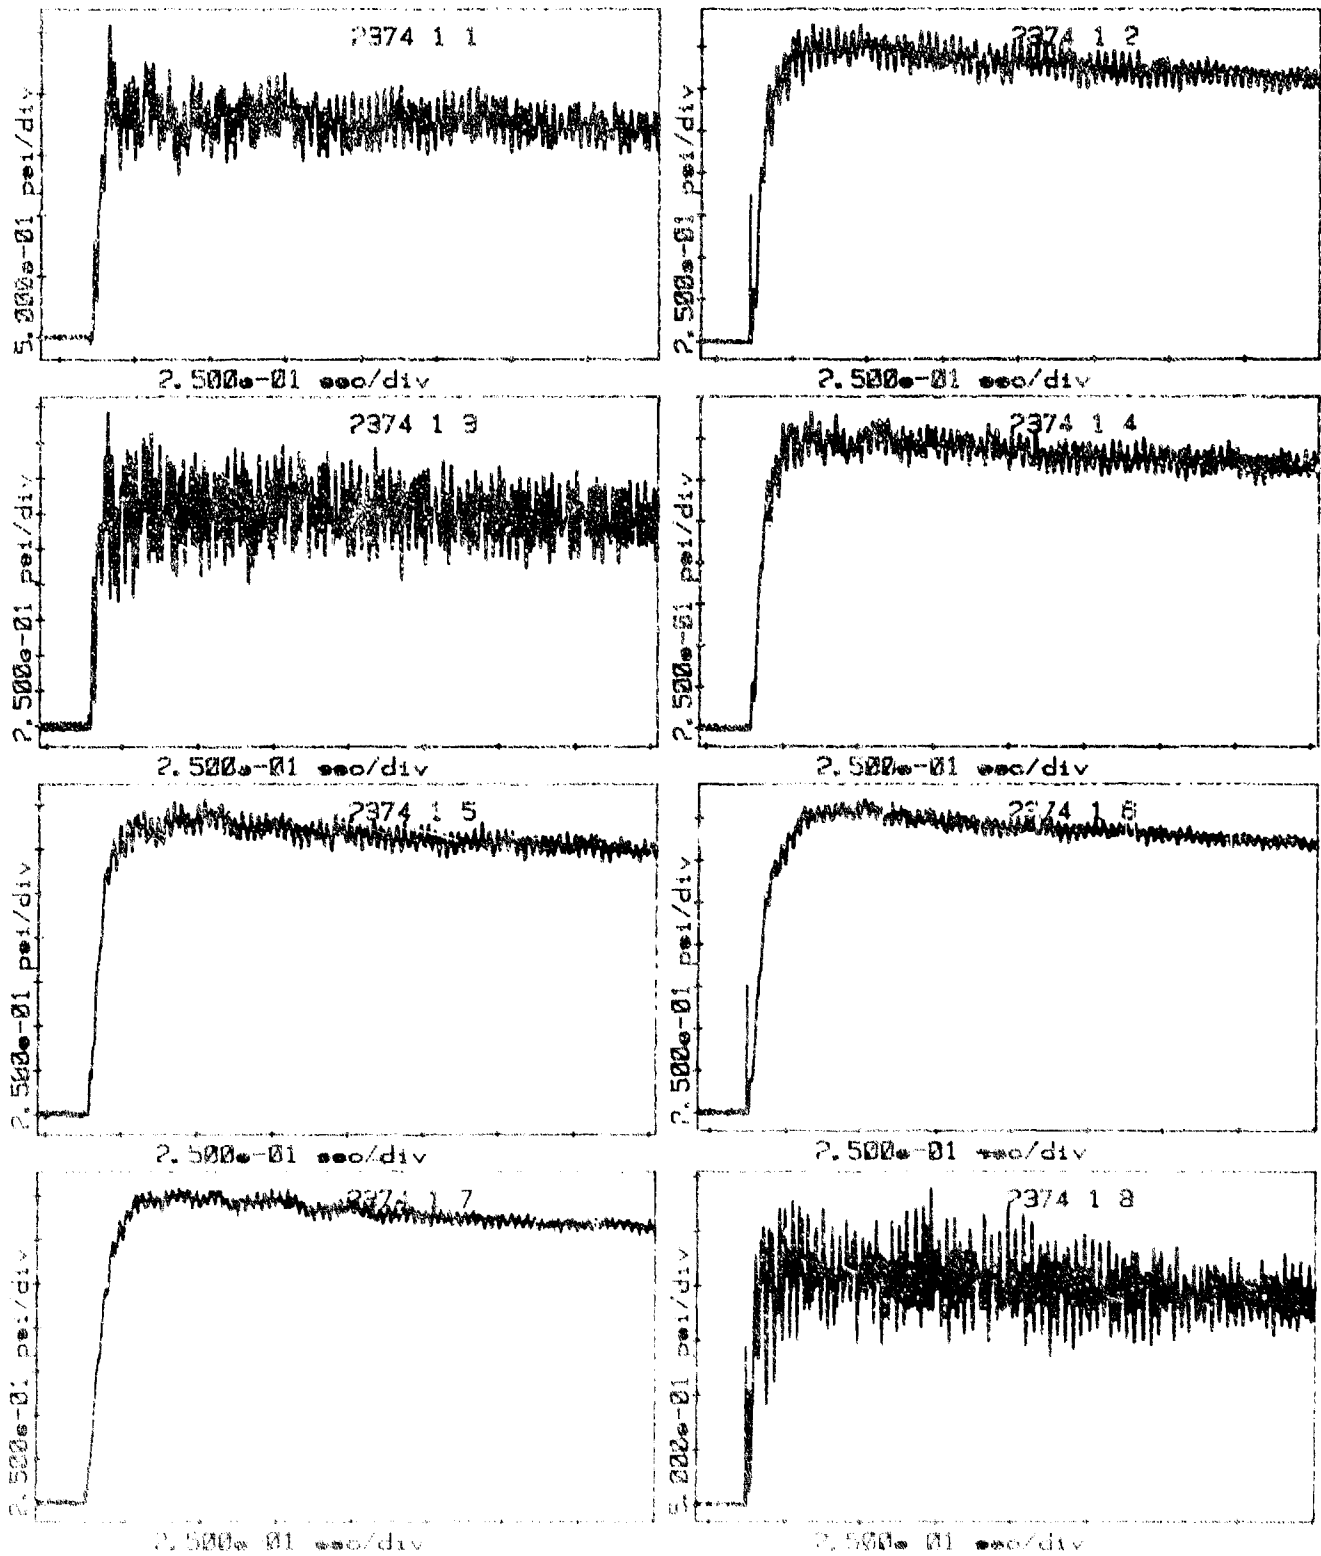 2374 1 1
5.000e-01 psi/div
2.500e-01 sec/div
2374 1 2
2.500e-01 psi/div
2.500e-01 sec/div
2374 1 3
2.500e-01 psi/div
2.500e-01 sec/div
2374 1 4
2.500e-01 psi/div
2.500e-01 sec/div
2374 1 5
2.500e-01 psi/div
2.500e-01 sec/div
2374 1 6
2.500e-01 psi/div
2.500e-01 sec/div
2374 1 7
2.500e-01 psi/div
2.500e-01 sec/div
2374 1 8
5.000e-01 psi/div
2.500e-01 sec/div